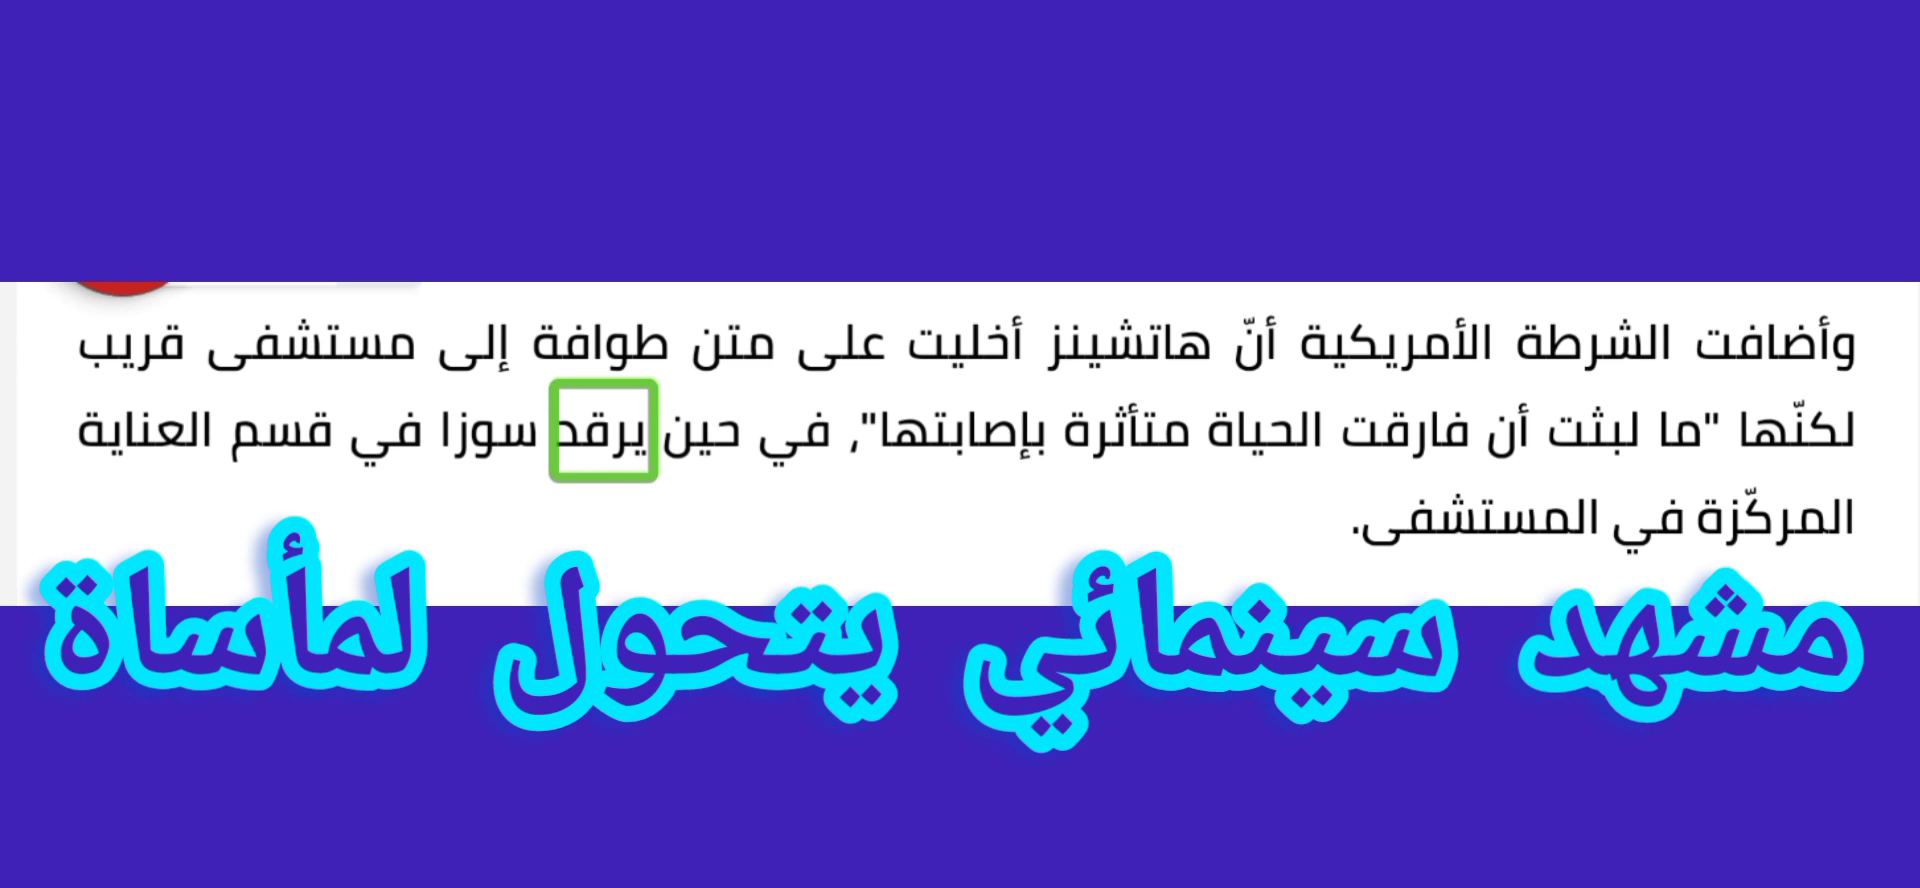 وأضافت الشرطة الأمريكية أنّ هاتشينز أخليت على متن طوافة إلى مستشفى قريب
لكنّها "ما لبثت أن فارقت الحياة متأثرة بإصابتها"، في حين يرقد سوزا في قسم العناية
المركّزة في المستشفى.
مشهد سينمائي يتحول لمأساة